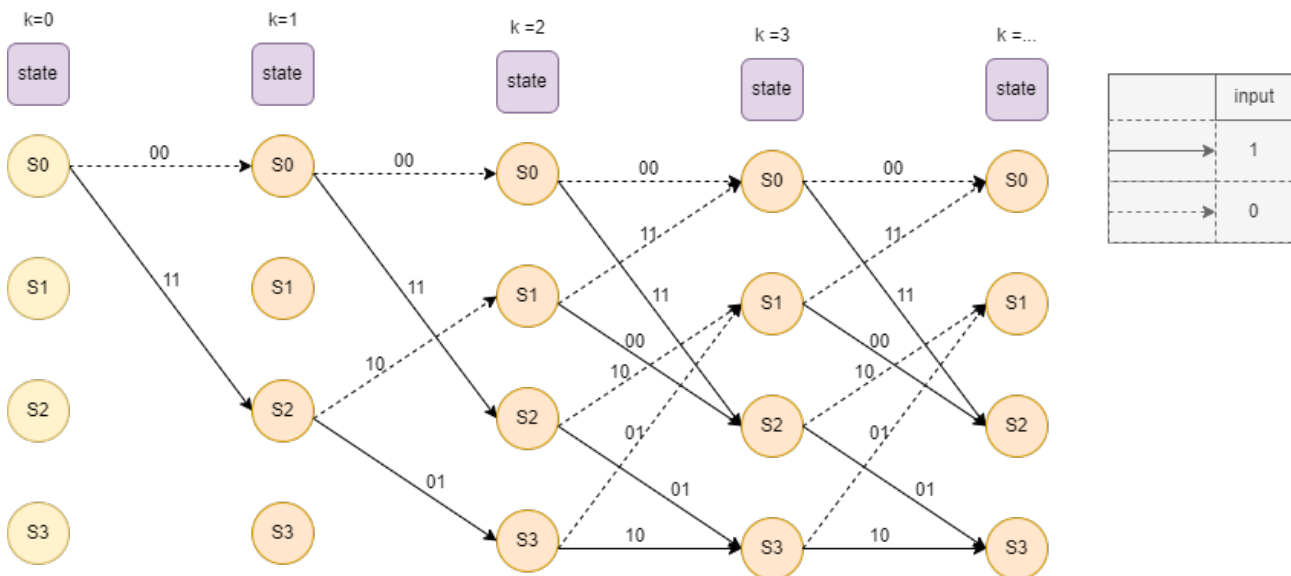 k=0 k=1 k =2 k =3 k =...
state state state state state input
S0 00 S0 00 S0 00 S0 00 S0 1
11 11 0
11 11 11 11
S1 S1 S1 S1 S1
00 00
10 10 10
S2 S2 S2 S2 S2
01 01
01 01 01
S3 S3 S3 10 S3 10 S3